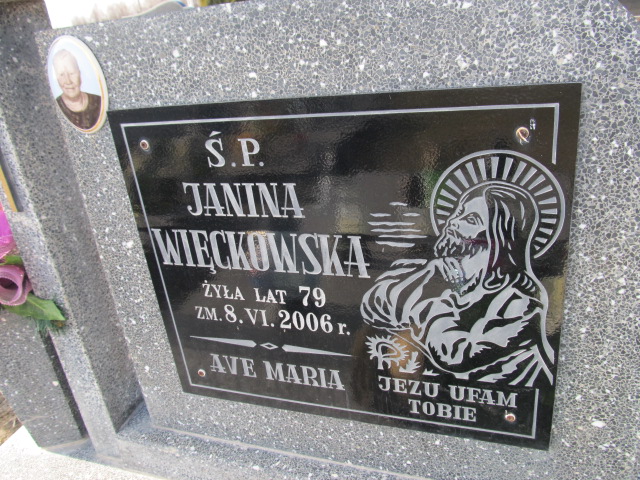 Ś.P.
JANINA
WIĘCKOWSKA
ŻYŁA LAT 79
ZM. 8.VI.2006 r.
AVE MARIA
JEZU UFAM
TOBIE